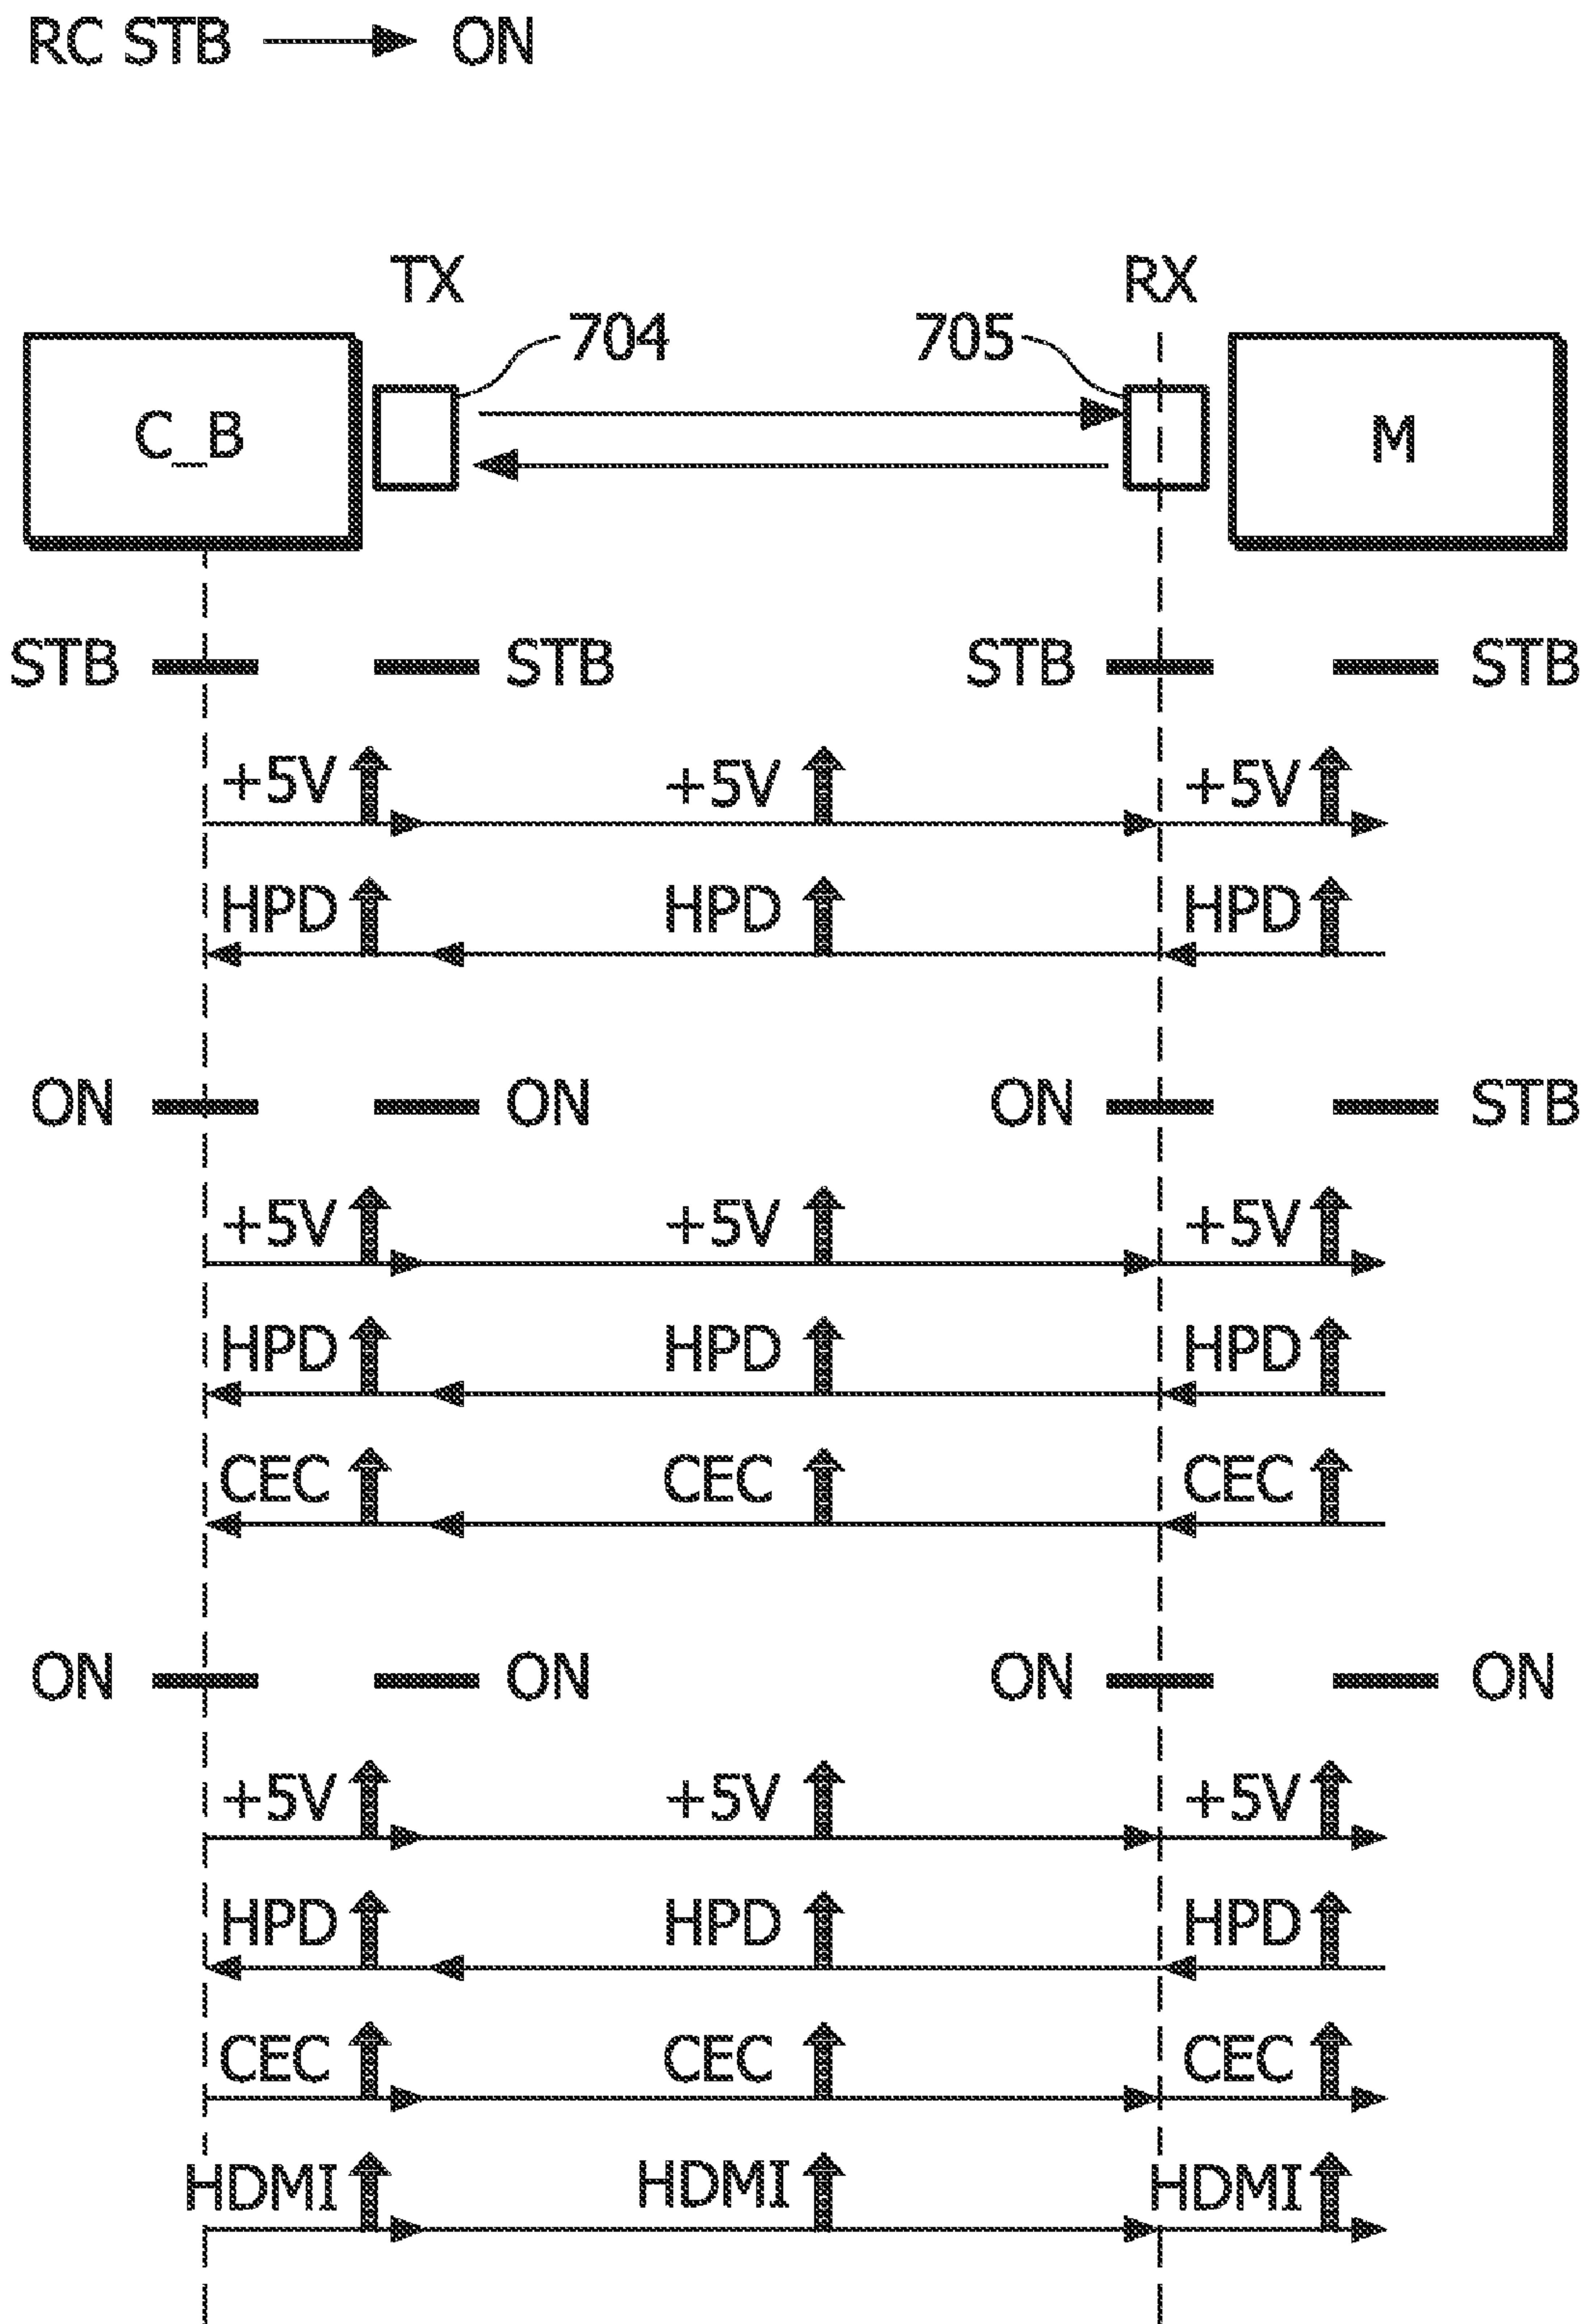 RC STB ON
TX RX
704 705
C_B M
STB STB STB STB
+5V +5V +5V
HPD HPD HPD
ON ON ON STB
+5V +5V +5V
HPD HPD HPD
CEC CEC CEC
ON ON ON ON
+5V +5V +5V
HPD HPD HPD
CEC CEC CEC
HDMI HDMI HDMI